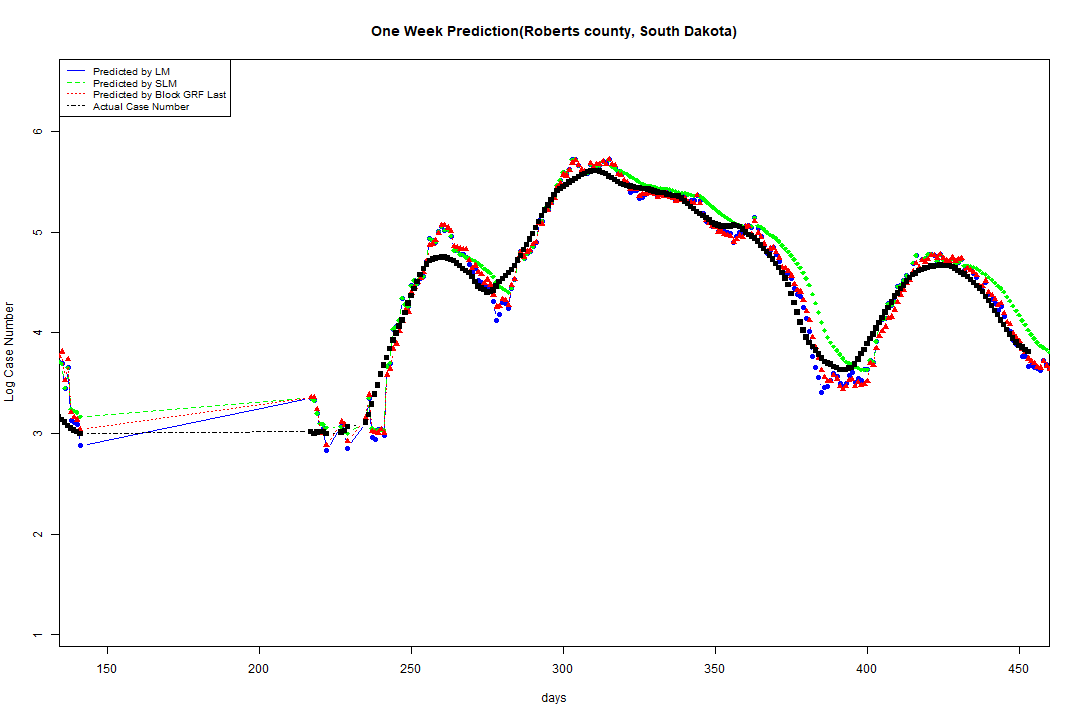 One Week Prediction(Roberts county, South Dakota)
Predicted by LM
Predicted by SLM
Predicted by Block GRF Last
Actual Case Number
6
5
4
3
2
1
Log Case Number
150 200 250 300 350 400 450
days